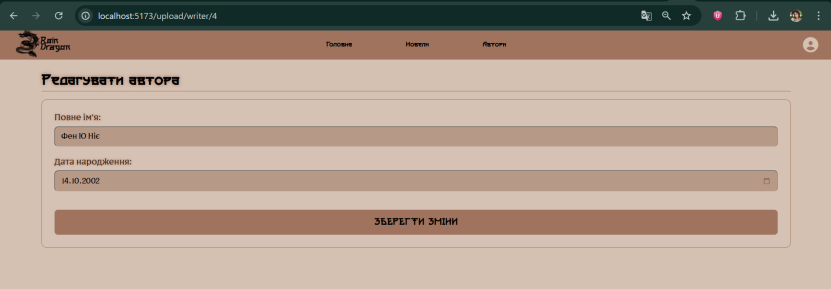 localhost:5173/upload/writer/4
Rain
Dragon
Головна
Новели
Автори
Редагувати автора
Повне ім'я:
Фен Ю Ніє
Дата народження:
14.10.2002
ЗБЕРЕГТИ ЗМІНИ